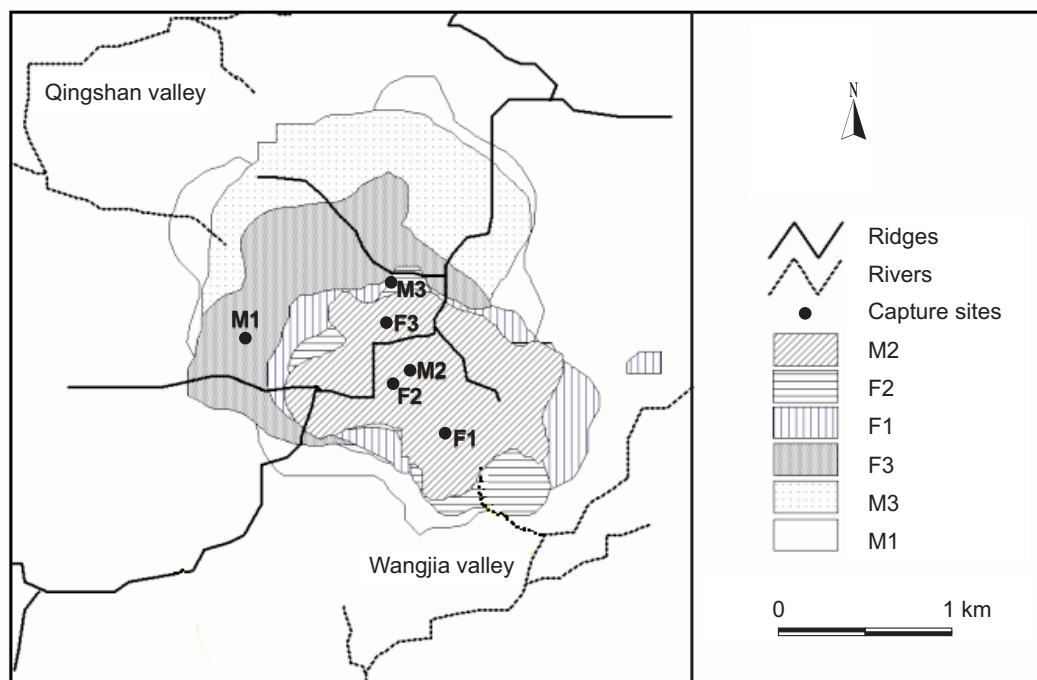 Qingshan valley
M1
M3
F3
M2
F2
F1
Wangjia valley
N
Ridges
Rivers
Capture sites
M2
F2
F1
F3
M3
M1
0 1 km